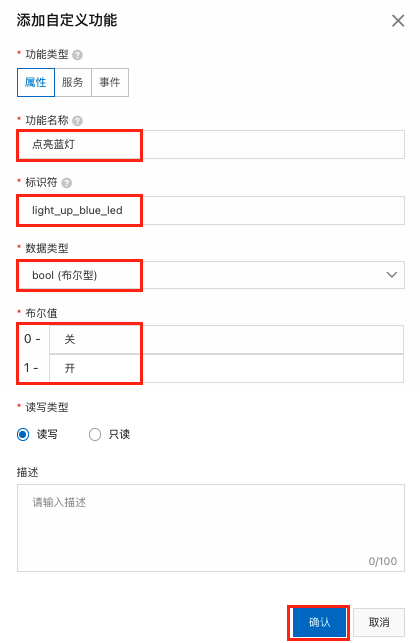 添加自定义功能
* 功能类型 ?
属性 服务 事件
* 功能名称 ?
点亮蓝灯
* 标识符 ?
light_up_blue_led
* 数据类型
bool (布尔型)
* 布尔值
0 - 关
1 - 开
* 读写类型
读写 只读
描述
请输入描述
0/100
确认 取消